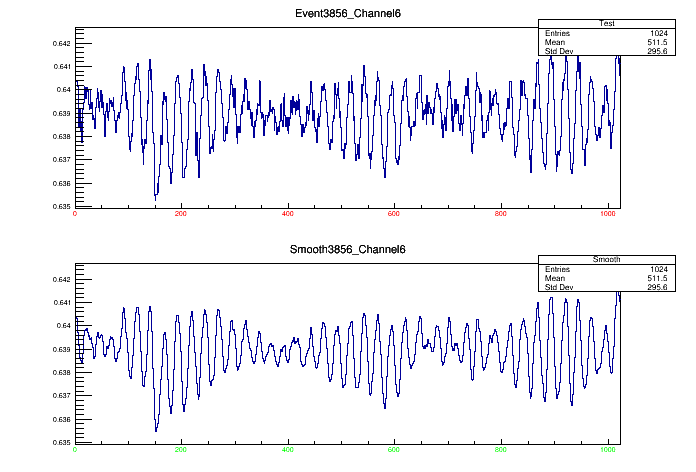 Event3856_Channel6
Test
Entries 1024
Mean 511.5
Std Dev 295.6
0.642
0.641
0.64
0.639
0.638
0.637
0.636
0.635
0 200 400 600 800 1000
Smooth3856_Channel6
Smooth
Entries 1024
Mean 511.5
Std Dev 295.6
0.642
0.641
0.64
0.639
0.638
0.637
0.636
0.635
0 200 400 600 800 1000